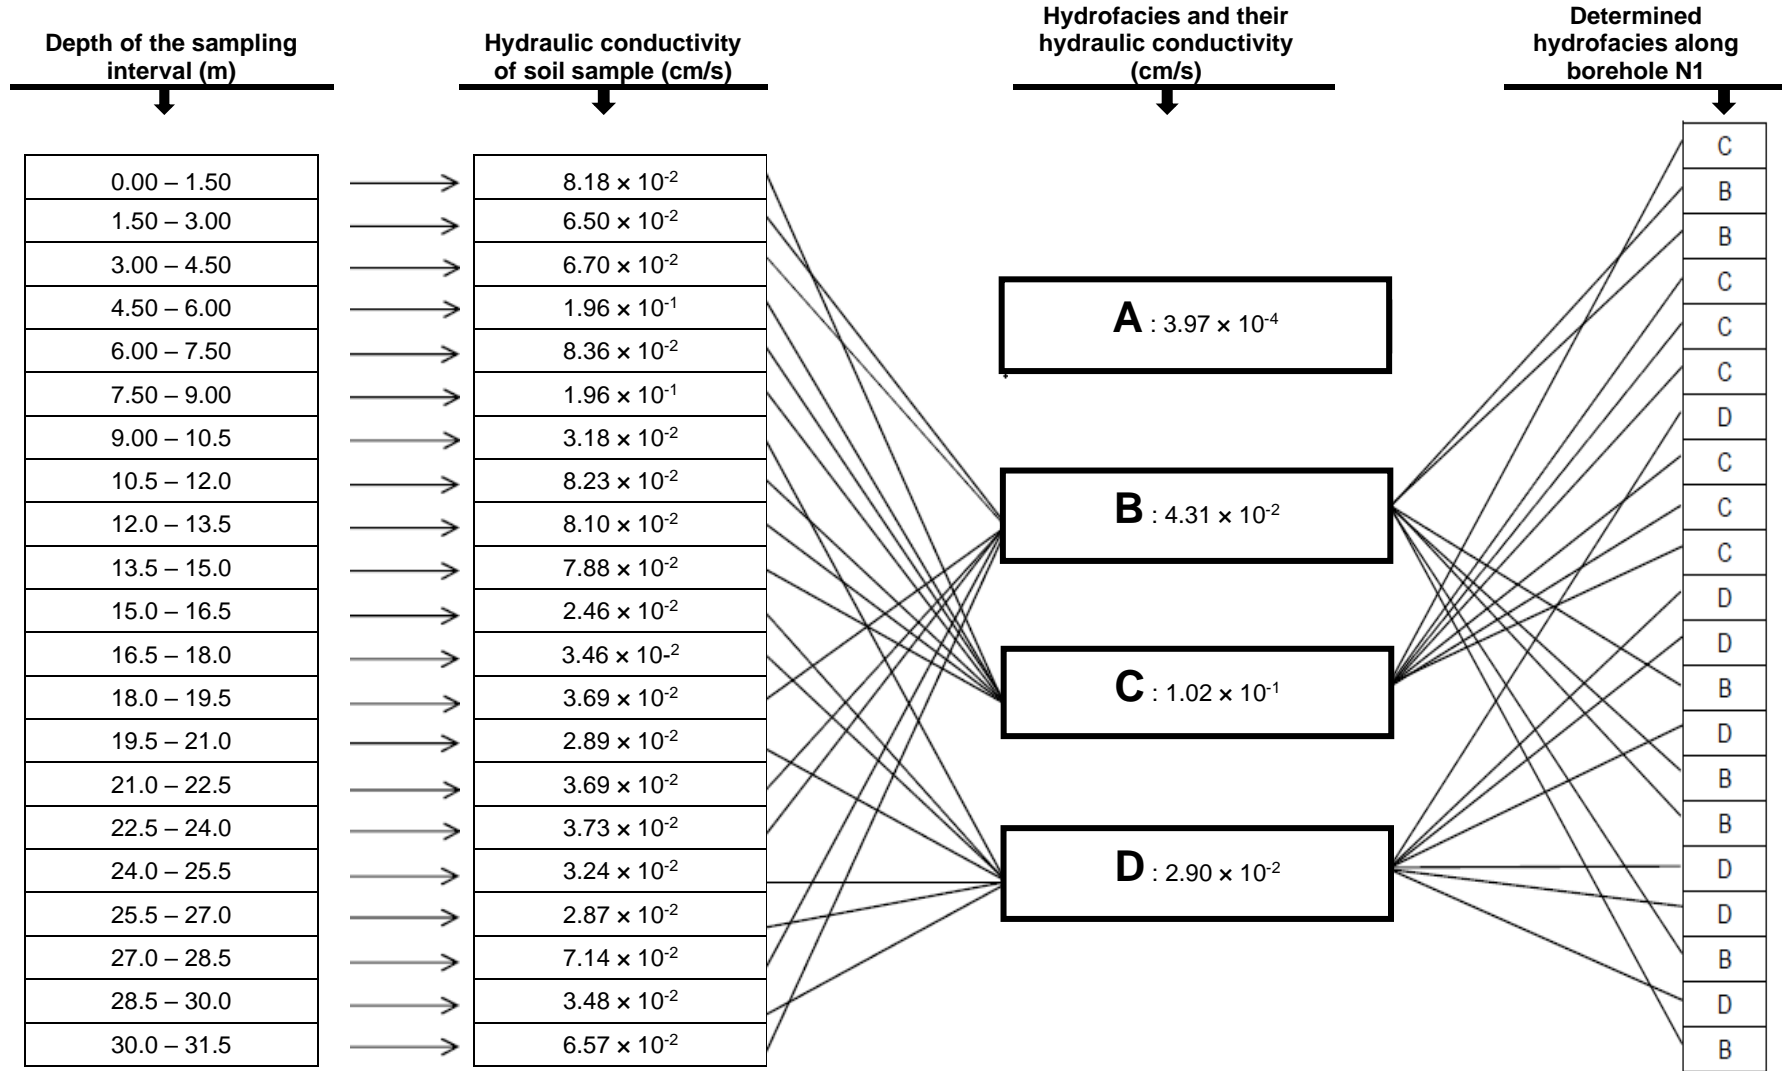 Depth of the sampling
interval (m)
Hydraulic conductivity
of soil sample (cm/s)
Hydrofacies and their
hydraulic conductivity
(cm/s)
Determined
hydrofacies along
borehole N1
0.00 – 1.50
1.50 – 3.00
3.00 – 4.50
4.50 – 6.00
6.00 – 7.50
7.50 – 9.00
9.00 – 10.5
10.5 – 12.0
12.0 – 13.5
13.5 – 15.0
15.0 – 16.5
16.5 – 18.0
18.0 – 19.5
19.5 – 21.0
21.0 – 22.5
22.5 – 24.0
24.0 – 25.5
25.5 – 27.0
27.0 – 28.5
28.5 – 30.0
30.0 – 31.5
8.18 × 10⁻²
6.50 × 10⁻²
6.70 × 10⁻²
1.96 × 10⁻¹
8.36 × 10⁻²
1.96 × 10⁻¹
3.18 × 10⁻²
8.23 × 10⁻²
8.10 × 10⁻²
7.88 × 10⁻²
2.46 × 10⁻²
3.46 × 10⁻²
3.69 × 10⁻²
2.89 × 10⁻²
3.69 × 10⁻²
3.73 × 10⁻²
3.24 × 10⁻²
2.87 × 10⁻²
7.14 × 10⁻²
3.48 × 10⁻²
6.57 × 10⁻²
A : 3.97 × 10⁻⁴
B : 4.31 × 10⁻²
C : 1.02 × 10⁻¹
D : 2.90 × 10⁻²
C
B
B
C
C
C
D
C
C
C
D
D
B
D
B
B
D
D
B
D
B